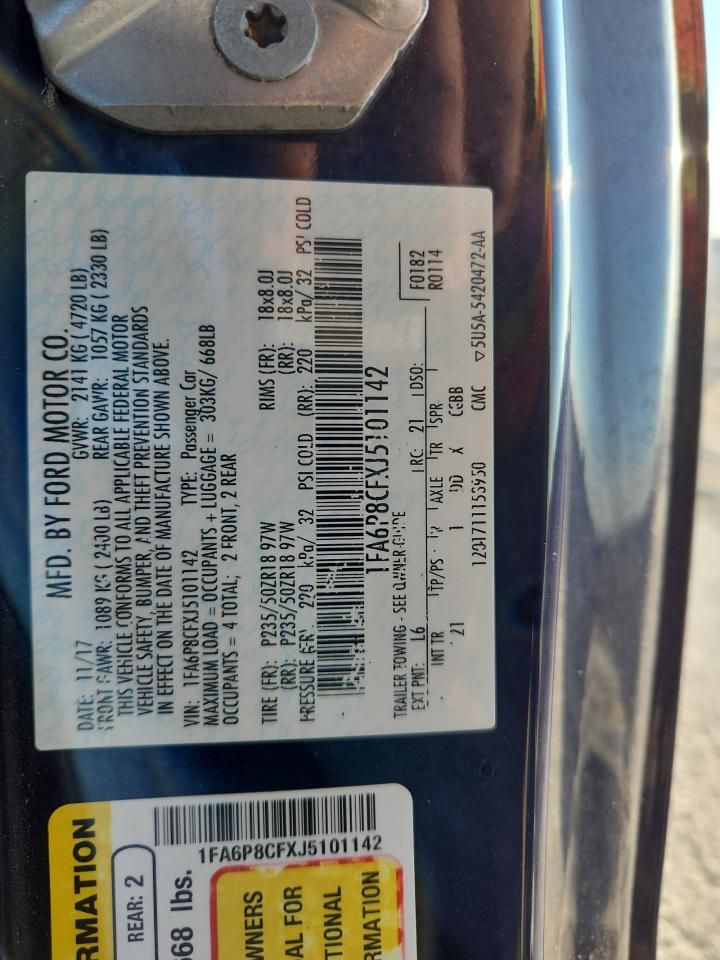 MFD. BY FORD MOTOR CO.
DATE: 11/17 GVWR: 2141 KG ( 4720 LB)
FRONT GAWR: 1089 KG ( 2400 LB) REAR GAWR: 1057 KG ( 2330 LB)
THIS VEHICLE CONFORMS TO ALL APPLICABLE FEDERAL MOTOR
VEHICLE SAFETY, BUMPER, AND THEFT PREVENTION STANDARDS
IN EFFECT ON THE DATE OF MANUFACTURE SHOWN ABOVE.
VIN: 1FA6P8CFXJ5101142 TYPE: Passenger Car
MAXIMUM LOAD = OCCUPANTS + LUGGAGE = 303KG/ 668LB
OCCUPANTS = 4 TOTAL; 2 FRONT, 2 REAR
TIRE (FR): P235/50ZR18 97W RIMS (FR): 18x8.0J
(RR): P235/50ZR18 97W (RR): 18x8.0J
PRESSURE (FR) 220 kPa/ 32 PSI COLD (RR): 220 kPa/ 32 PSI COLD
1FA6P8CFXJ5101142
TRAILER TOWING - SEE OWNER GUIDE
EXT PNT: L6 RC: 21 DSO: F0182
R0114
INT TR TP/PS AXLE TR SPR
21 1 X CGBB
CMC ▽5U5A-5420472-AA
RMATION
REAR: 2
668 lbs.
1FA6P8CFXJ5101142
WNERS
AL FOR
TIONAL
RMATION